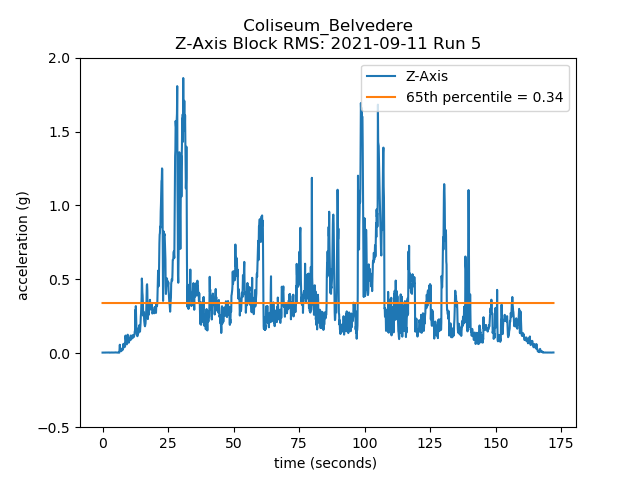 Coliseum_Belvedere
Z-Axis Block RMS: 2021-09-11 Run 5
Z-Axis
65th percentile = 0.34
acceleration (g)
2.0
1.5
1.0
0.5
0.0
−0.5
0 25 50 75 100 125 150 175
time (seconds)